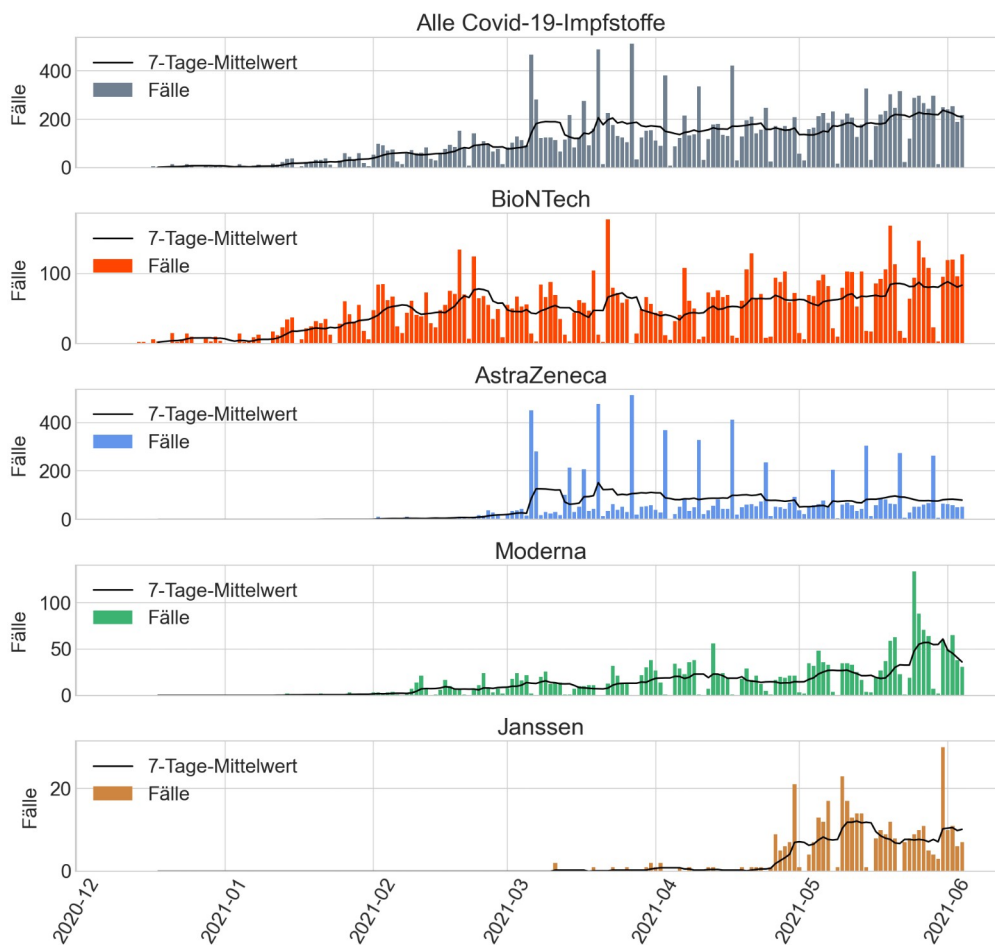 Alle Covid-19-Impfstoffe
Fälle
400
200
0
7-Tage-Mittelwert
Fälle
BioNTech
Fälle
100
0
7-Tage-Mittelwert
Fälle
AstraZeneca
Fälle
400
200
0
7-Tage-Mittelwert
Fälle
Moderna
Fälle
100
50
0
7-Tage-Mittelwert
Fälle
Janssen
Fälle
20
0
7-Tage-Mittelwert
Fälle
2020-12
2021-01
2021-02
2021-03
2021-04
2021-05
2021-06